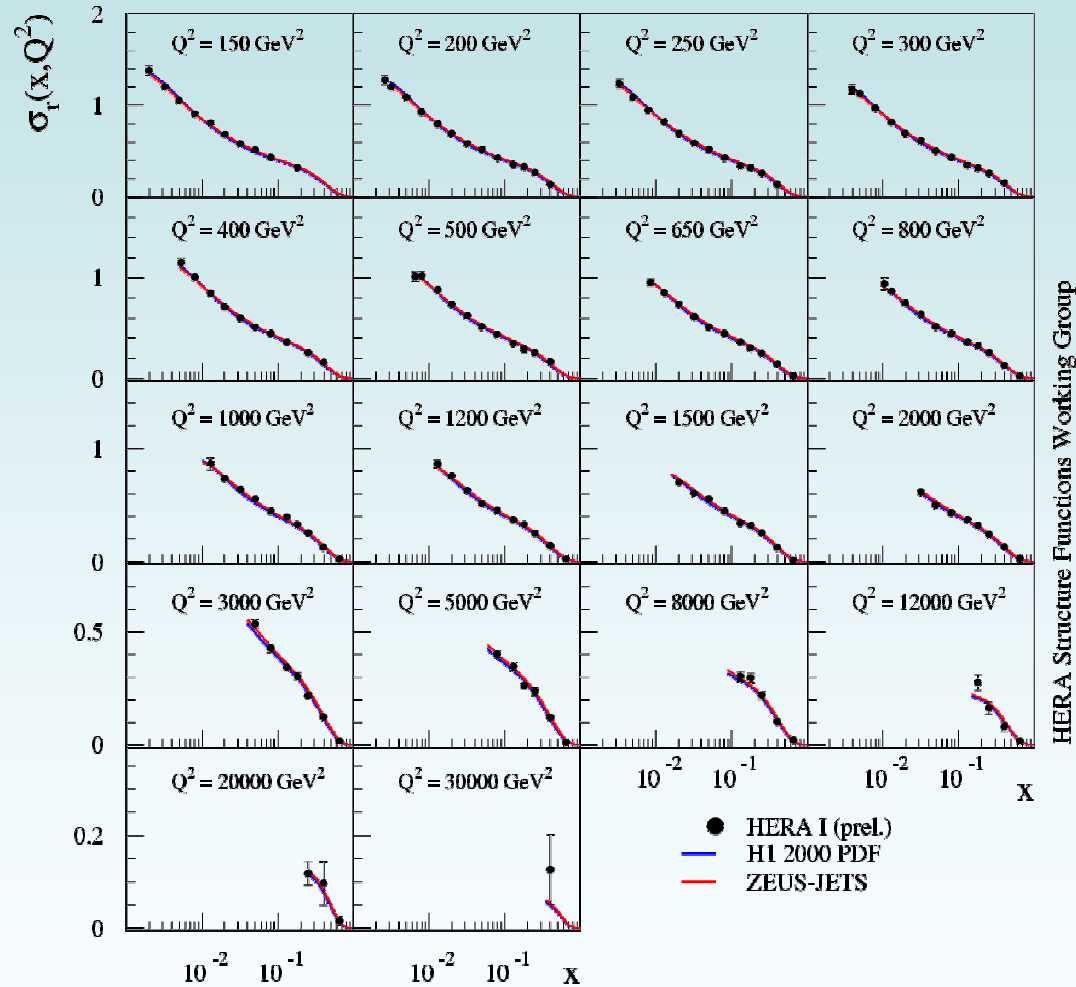 σr(x,Q²)
2
Q² = 150 GeV²
Q² = 200 GeV²
Q² = 250 GeV²
Q² = 300 GeV²
1
0
Q² = 400 GeV²
Q² = 500 GeV²
Q² = 650 GeV²
Q² = 800 GeV²
1
0
Q² = 1000 GeV²
Q² = 1200 GeV²
Q² = 1500 GeV²
Q² = 2000 GeV²
1
0
Q² = 3000 GeV²
Q² = 5000 GeV²
Q² = 8000 GeV²
Q² = 12000 GeV²
0.5
0
10⁻² 10⁻¹
10⁻² 10⁻¹
x
Q² = 20000 GeV²
Q² = 30000 GeV²
0.2
0
10⁻² 10⁻¹
10⁻² 10⁻¹
x
HERA I (prel.)
H1 2000 PDF
ZEUS-JETS
HERA Structure Functions Working Group